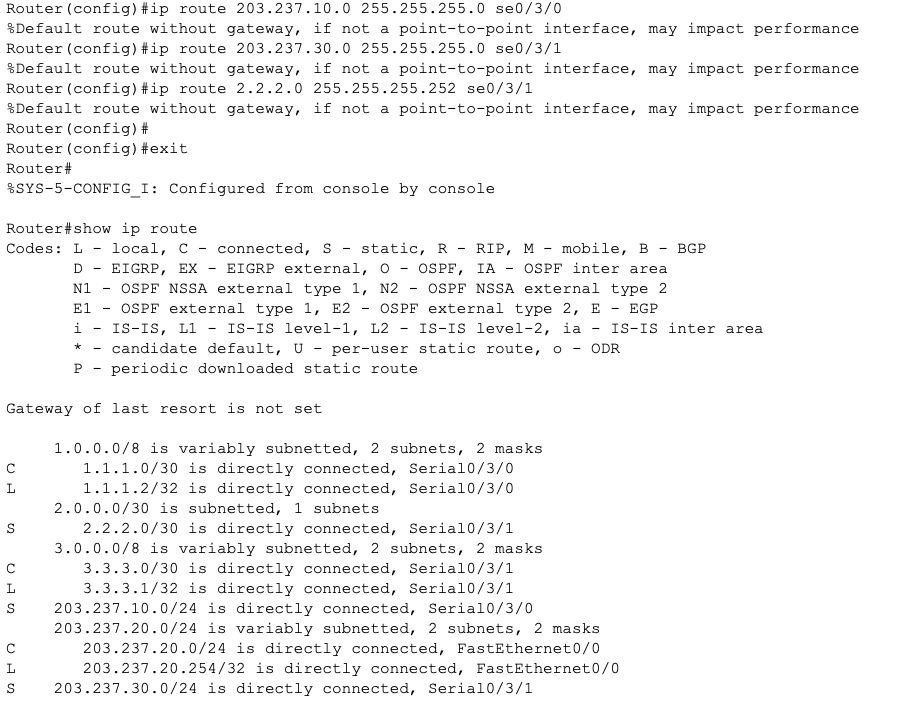 Router(config)#ip route 203.237.10.0 255.255.255.0 se0/3/0
%Default route without gateway, if not a point-to-point interface, may impact performance
Router(config)#ip route 203.237.30.0 255.255.255.0 se0/3/1
%Default route without gateway, if not a point-to-point interface, may impact performance
Router(config)#ip route 2.2.2.0 255.255.255.252 se0/3/1
%Default route without gateway, if not a point-to-point interface, may impact performance
Router(config)#
Router(config)#exit
Router#
%SYS-5-CONFIG_I: Configured from console by console
Router#show ip route
Codes: L - local, C - connected, S - static, R - RIP, M - mobile, B - BGP
D - EIGRP, EX - EIGRP external, O - OSPF, IA - OSPF inter area
N1 - OSPF NSSA external type 1, N2 - OSPF NSSA external type 2
E1 - OSPF external type 1, E2 - OSPF external type 2, E - EGP
i - IS-IS, L1 - IS-IS level-1, L2 - IS-IS level-2, ia - IS-IS inter area
* - candidate default, U - per-user static route, o - ODR
P - periodic downloaded static route
Gateway of last resort is not set
1.0.0.0/8 is variably subnetted, 2 subnets, 2 masks
C 1.1.1.0/30 is directly connected, Serial0/3/0
L 1.1.1.2/32 is directly connected, Serial0/3/0
2.0.0.0/30 is subnetted, 1 subnets
S 2.2.2.0/30 is directly connected, Serial0/3/1
3.0.0.0/8 is variably subnetted, 2 subnets, 2 masks
C 3.3.3.0/30 is directly connected, Serial0/3/1
L 3.3.3.1/32 is directly connected, Serial0/3/1
S 203.237.10.0/24 is directly connected, Serial0/3/0
203.237.20.0/24 is variably subnetted, 2 subnets, 2 masks
C 203.237.20.0/24 is directly connected, FastEthernet0/0
L 203.237.20.254/32 is directly connected, FastEthernet0/0
S 203.237.30.0/24 is directly connected, Serial0/3/1